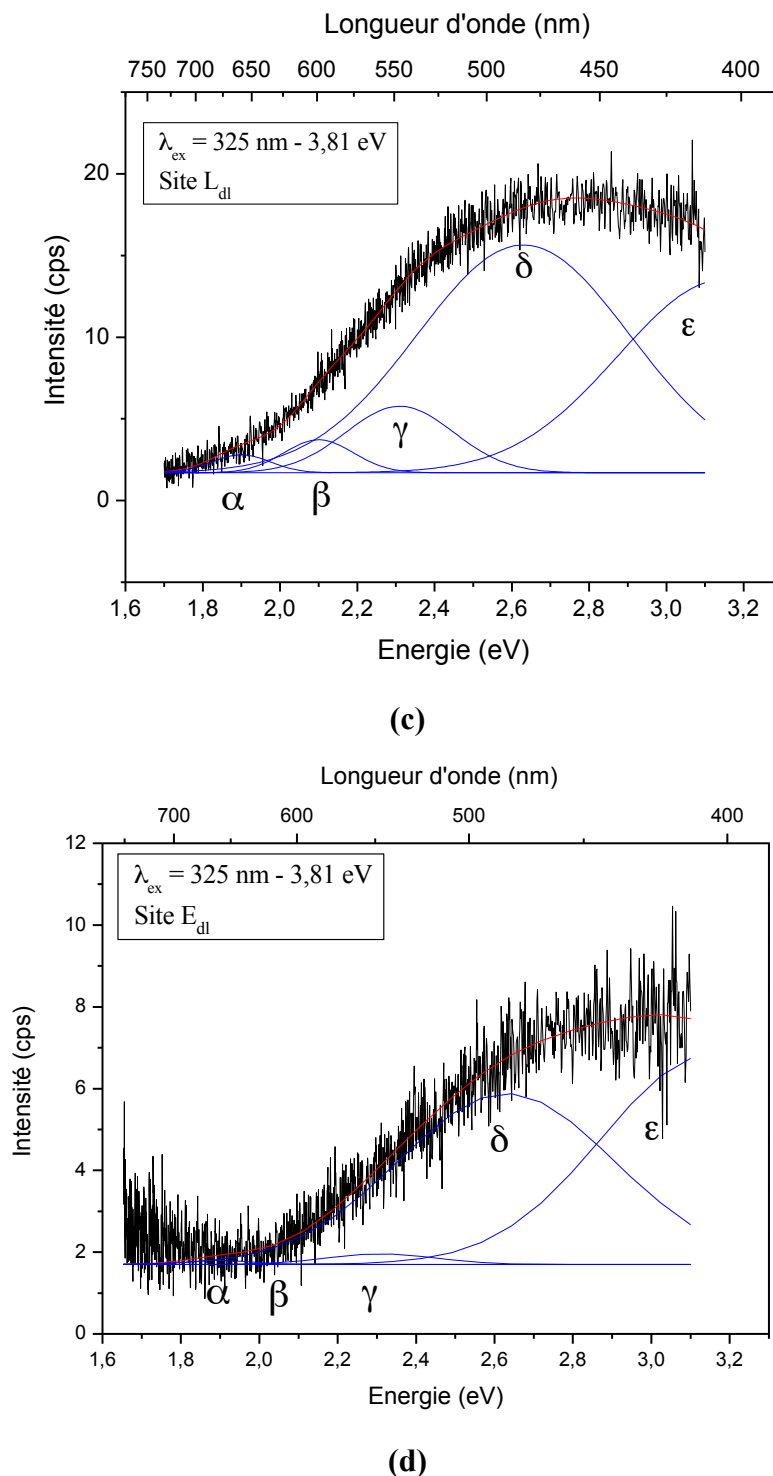 Longueur d'onde (nm)
750 700 650 600 550 500 450 400
λex = 325 nm - 3,81 eV
Site Ldl
20
10
0
Intensité (cps)
δ
ε
γ
α
β
1,6 1,8 2,0 2,2 2,4 2,6 2,8 3,0 3,2
Energie (eV)
(c)
Longueur d'onde (nm)
700 600 500 400
12
λex = 325 nm - 3,81 eV
Site Edl
10
8
6
4
2
0
Intensité (cps)
δ
ε
α
β
γ
1,6 1,8 2,0 2,2 2,4 2,6 2,8 3,0 3,2
Energie (eV)
(d)